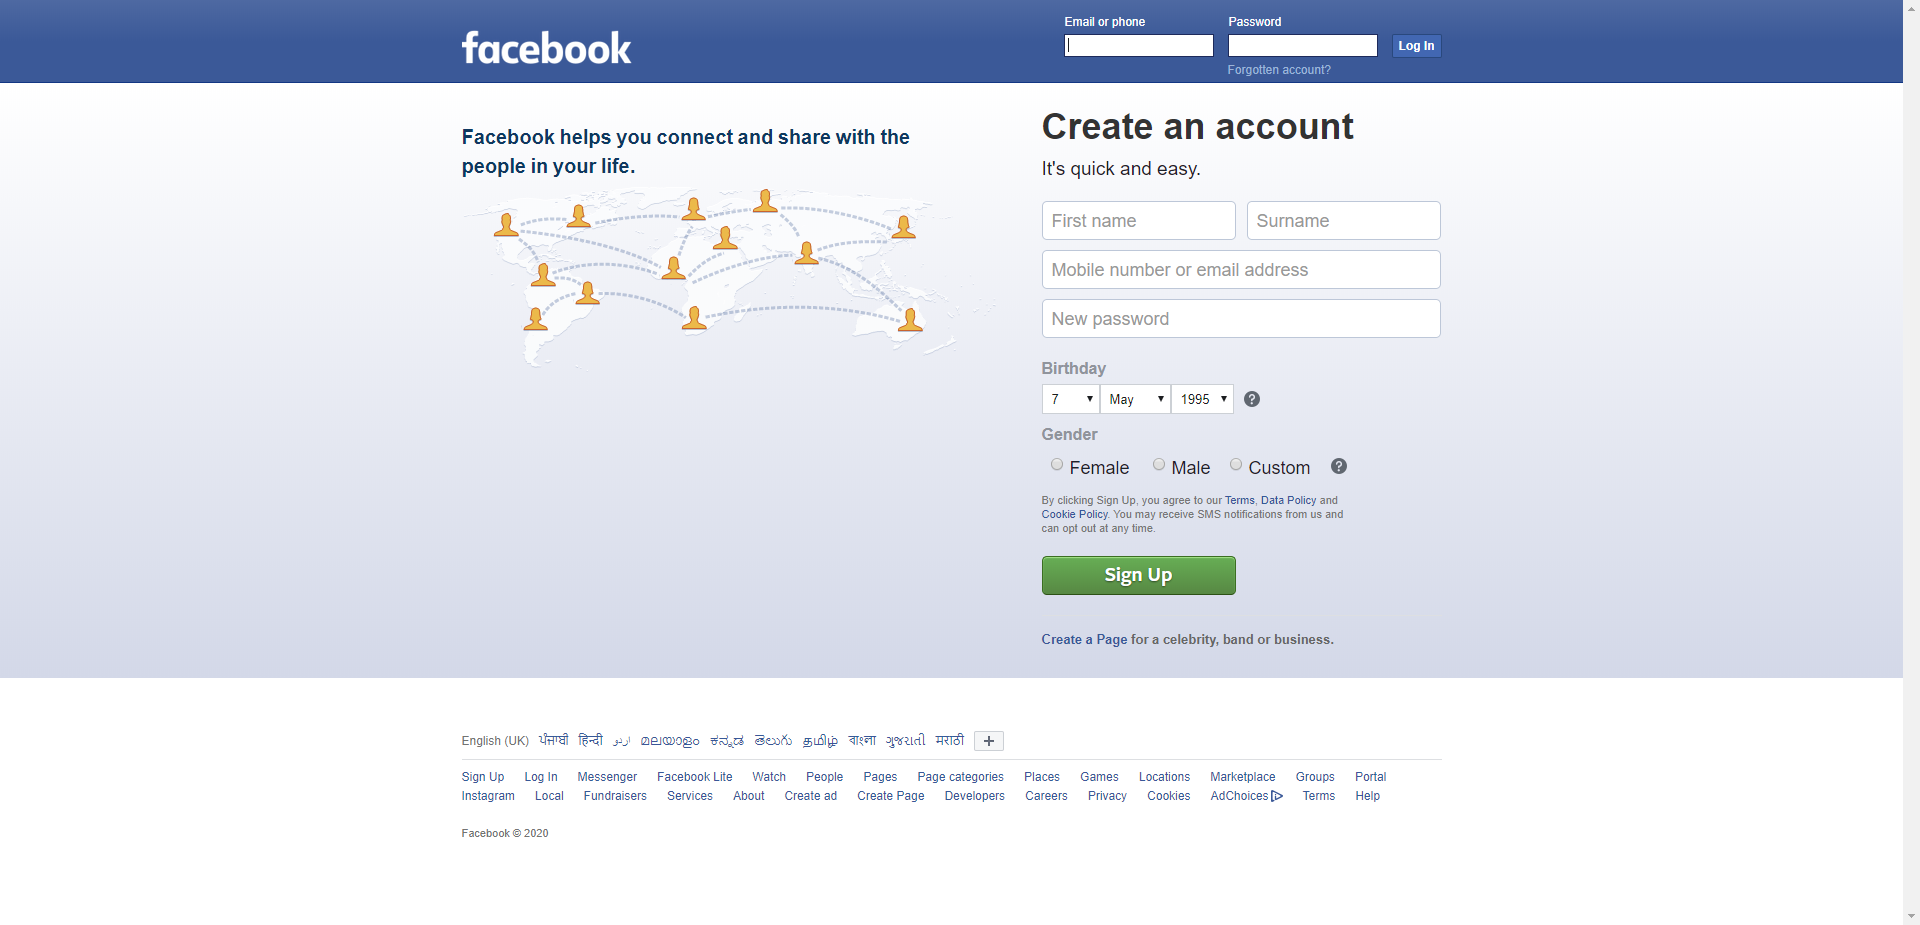 facebook
Email or phone
Password
Log In
Forgotten account?
Facebook helps you connect and share with the
people in your life.
Create an account
It's quick and easy.
First name
Surname
Mobile number or email address
New password
Birthday
7
May
1995
?
Gender
Female
Male
Custom
?
By clicking Sign Up, you agree to our Terms, Data Policy and
Cookie Policy. You may receive SMS notifications from us and
can opt out at any time.
Sign Up
Create a Page for a celebrity, band or business.
English (UK) ਪੰਜਾਬੀ हिन्दी اردو മലയാളം ಕನ್ನಡ తెలుగు தமிழ் বাংলা ગુજરાતી मराठी +
Sign Up Log In Messenger Facebook Lite Watch People Pages Page categories Places Games Locations Marketplace Groups Portal
Instagram Local Fundraisers Services About Create ad Create Page Developers Careers Privacy Cookies AdChoices Terms Help
Facebook © 2020